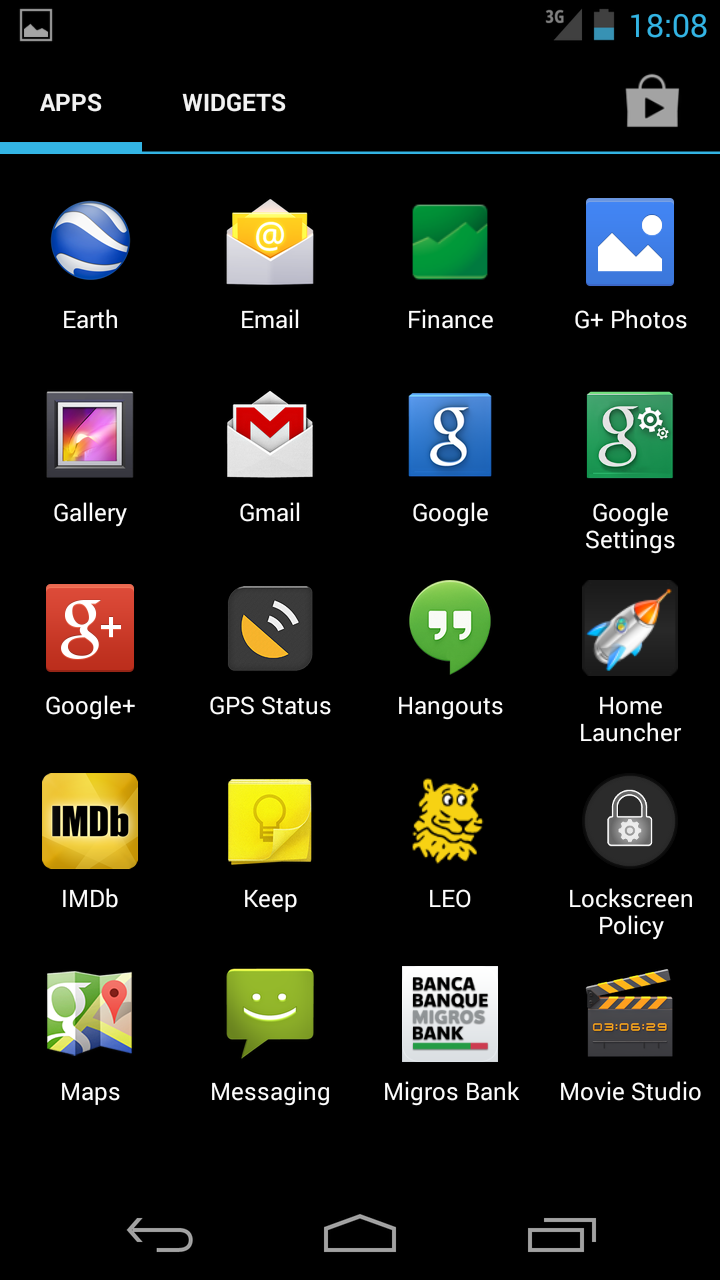 3G 18:08
APPS WIDGETS
@
Earth Email Finance G+ Photos
g g
Gallery Gmail Google Google
Settings
g+
Google+ GPS Status Hangouts Home
Launcher
IMDb
IMDb Keep LEO Lockscreen
Policy
g
BANCA
BANQUE
MIGROS
BANK
03:06:29
Maps Messaging Migros Bank Movie Studio